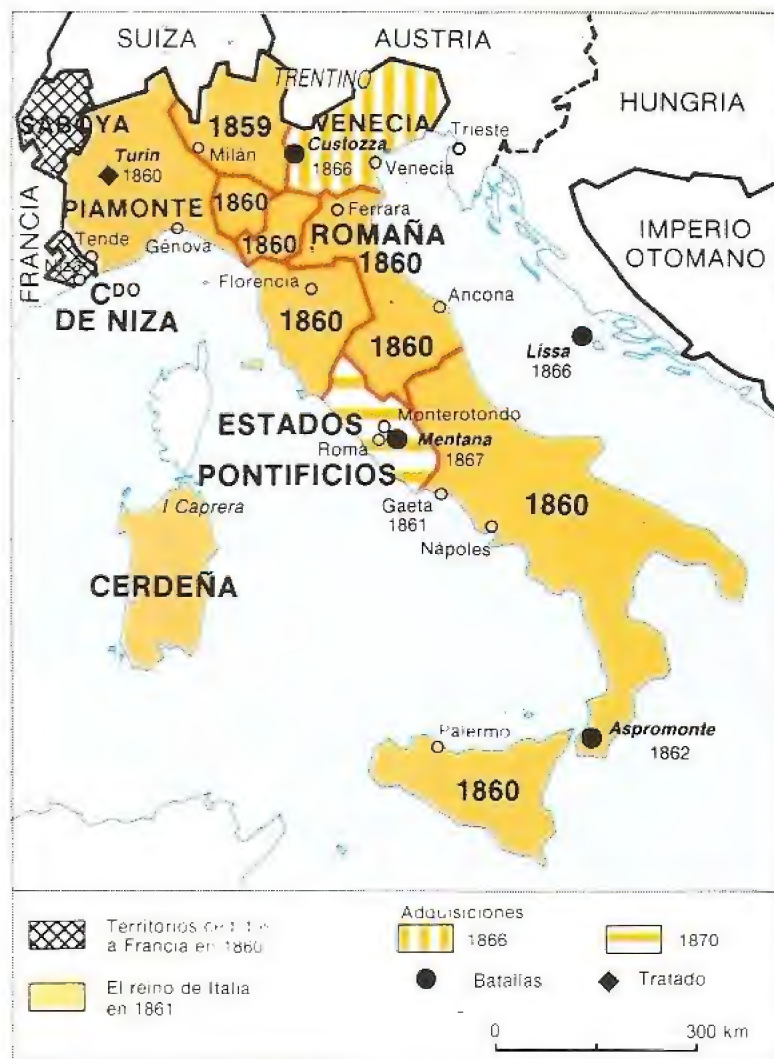 SUIZA
AUSTRIA
TRENTINO
HUNGRIA
SABOYA
1859
VENECIA
Trieste
Turin
1860
Milán
Custozza
1866
Venecia
PIAMONTE
1860
Ferrara
IMPERIO
OTOMANO
FRANCIA
Tende
Génova
1860
ROMAÑA
1860
CDO
DE NIZA
Florencia
1860
Ancona
1860
Lissa
1866
ESTADOS
PONTIFICIOS
Monterotondo
Roma
Mentana
1867
I Caprera
Gaeta
1861
1860
Nápoles
CERDEÑA
Palermo
Aspromonte
1862
1860
Territorios
a Francia en 1860
El reino de Italia
en 1861
Adquisiciones
1866
1870
Batallas
Tratado
0
300 km